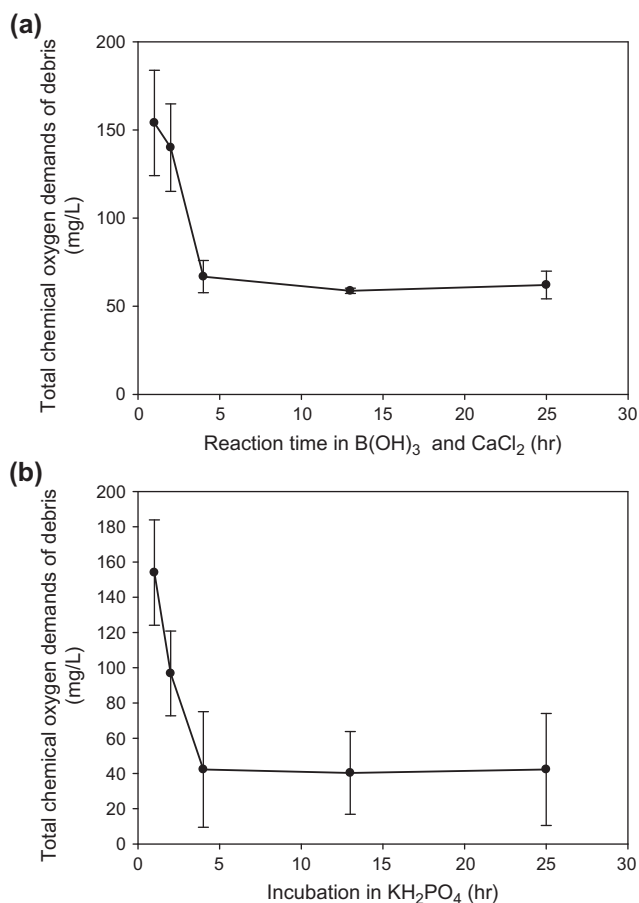 (a)
Total chemical oxygen demands of debris
(mg/L)
200
150
100
50
0
0 5 10 15 20 25 30
Reaction time in B(OH)₃ and CaCl₂ (hr)
(b)
Total chemical oxygen demands of debris
(mg/L)
200
180
160
140
120
100
80
60
40
20
0
0 5 10 15 20 25 30
Incubation in KH₂PO₄ (hr)